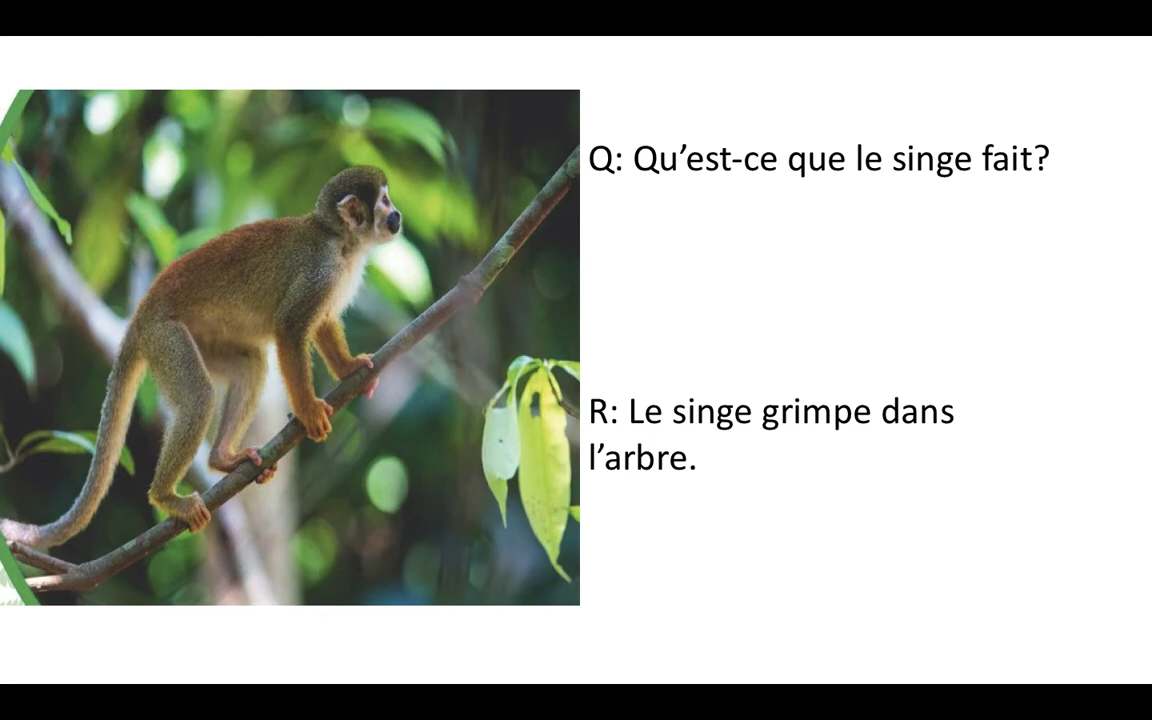 Q: Qu’est-ce que le singe fait?
R: Le singe grimpe dans
l’arbre.